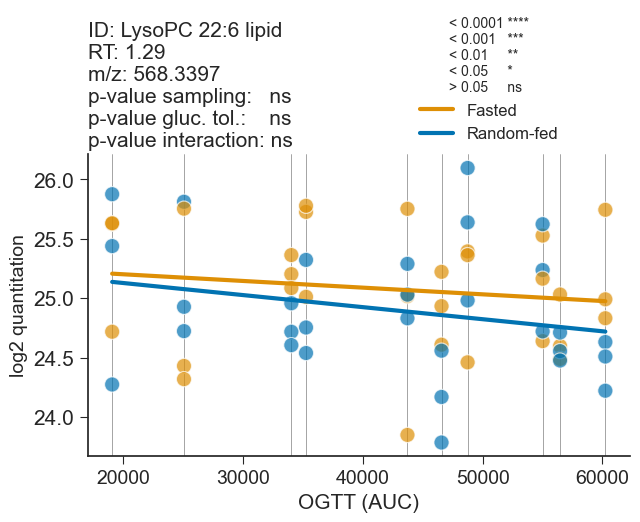 ID: LysoPC 22:6 lipid
RT: 1.29
m/z: 568.3397
p-value sampling: ns
p-value gluc. tol.: ns
p-value interaction: ns
< 0.0001 ****
< 0.001 ***
< 0.01 **
< 0.05 *
> 0.05 ns
Fasted
Random-fed
log2 quantitation
26.0
25.5
25.0
24.5
24.0
20000 30000 40000 50000 60000
OGTT (AUC)